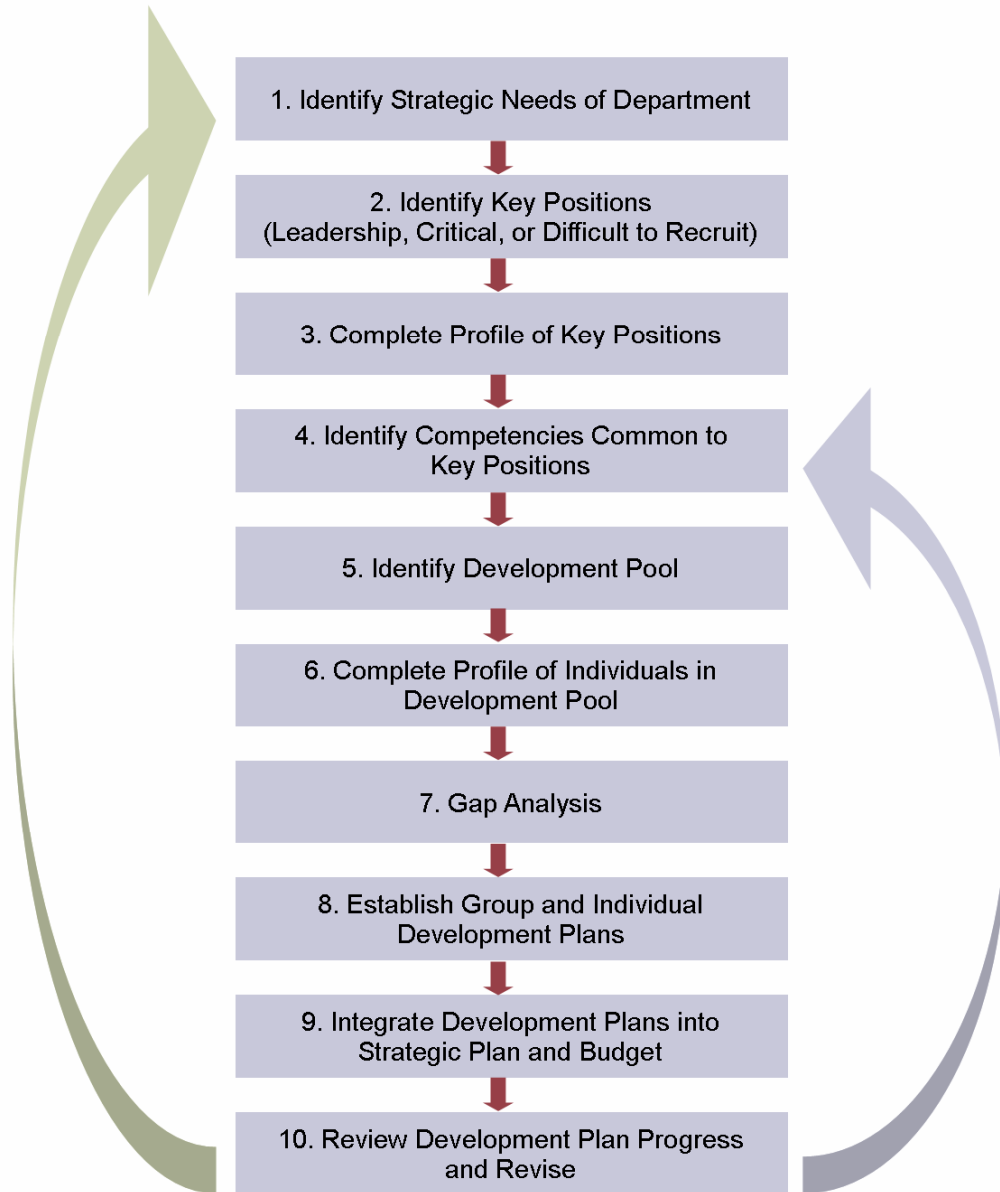 1. Identify Strategic Needs of Department
2. Identify Key Positions
(Leadership, Critical, or Difficult to Recruit)
3. Complete Profile of Key Positions
4. Identify Competencies Common to
Key Positions
5. Identify Development Pool
6. Complete Profile of Individuals in
Development Pool
7. Gap Analysis
8. Establish Group and Individual
Development Plans
9. Integrate Development Plans into
Strategic Plan and Budget
10. Review Development Plan Progress
and Revise